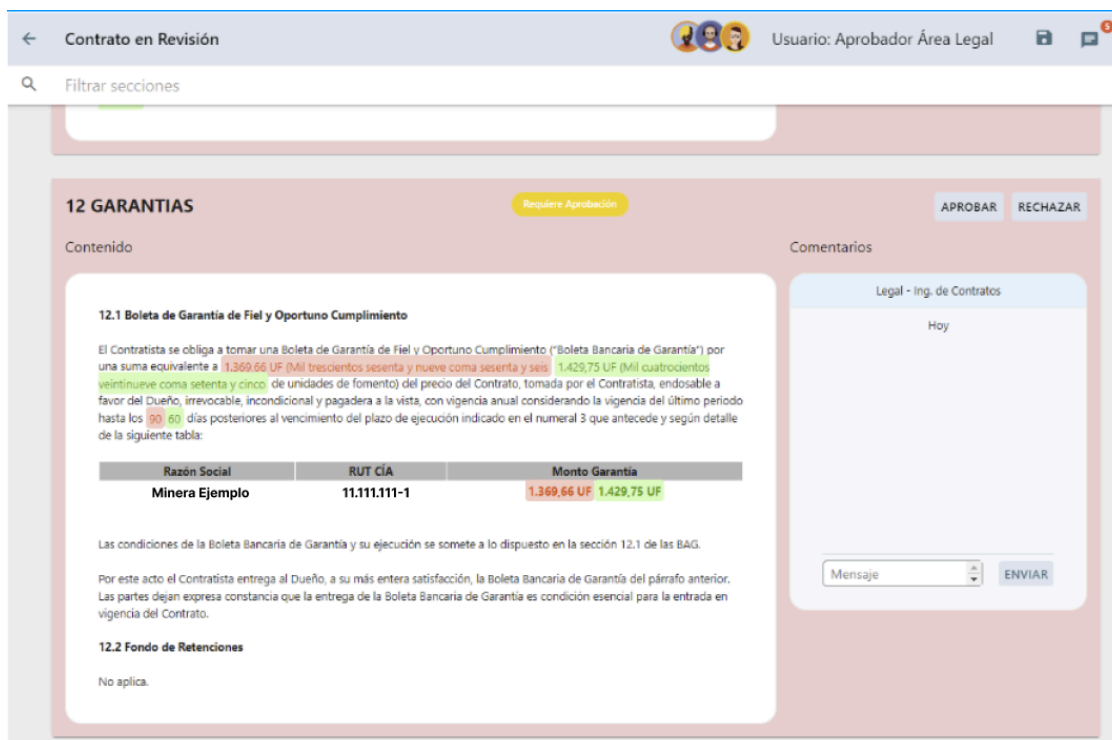 Contrato en Revisión
Usuario: Aprobador Área Legal
5
Filtrar secciones
12 GARANTIAS
Requiere Aprobación
APROBAR RECHAZAR
Contenido
Comentarios
12.1 Boleta de Garantía de Fiel y Oportuno Cumplimiento
El Contratista se obliga a tomar una Boleta de Garantía de Fiel y Oportuno Cumplimiento ("Boleta Bancaria de Garantía") por
una suma equivalente a 1.369.66 UF (Mil trescientos sesenta y nueve coma sesenta y seis 1.429,75 UF (Mil cuatrocientos
veintinueve coma setenta y cinco de unidades de fomento) del precio del Contrato, tomada por el Contratista, endosable a
favor del Dueño, irrevocable, incondicional y pagadera a la vista, con vigencia anual considerando la vigencia del último periodo
hasta los 90 60 días posteriores al vencimiento del plazo de ejecución indicado en el numeral 3 que antecede y según detalle
de la siguiente tabla:
Razón Social RUT CÍA Monto Garantía
Minera Ejemplo 11.111.111-1 1.369,66 UF 1.429,75 UF
Las condiciones de la Boleta Bancaria de Garantía y su ejecución se somete a lo dispuesto en la sección 12.1 de las BAG.
Por este acto el Contratista entrega al Dueño, a su más entera satisfacción, la Boleta Bancaria de Garantía del párrafo anterior.
Las partes dejan expresa constancia que la entrega de la Boleta Bancaria de Garantía es condición esencial para la entrada en
vigencia del Contrato.
12.2 Fondo de Retenciones
No aplica.
Legal - Ing. de Contratos
Hoy
Mensaje
ENVIAR